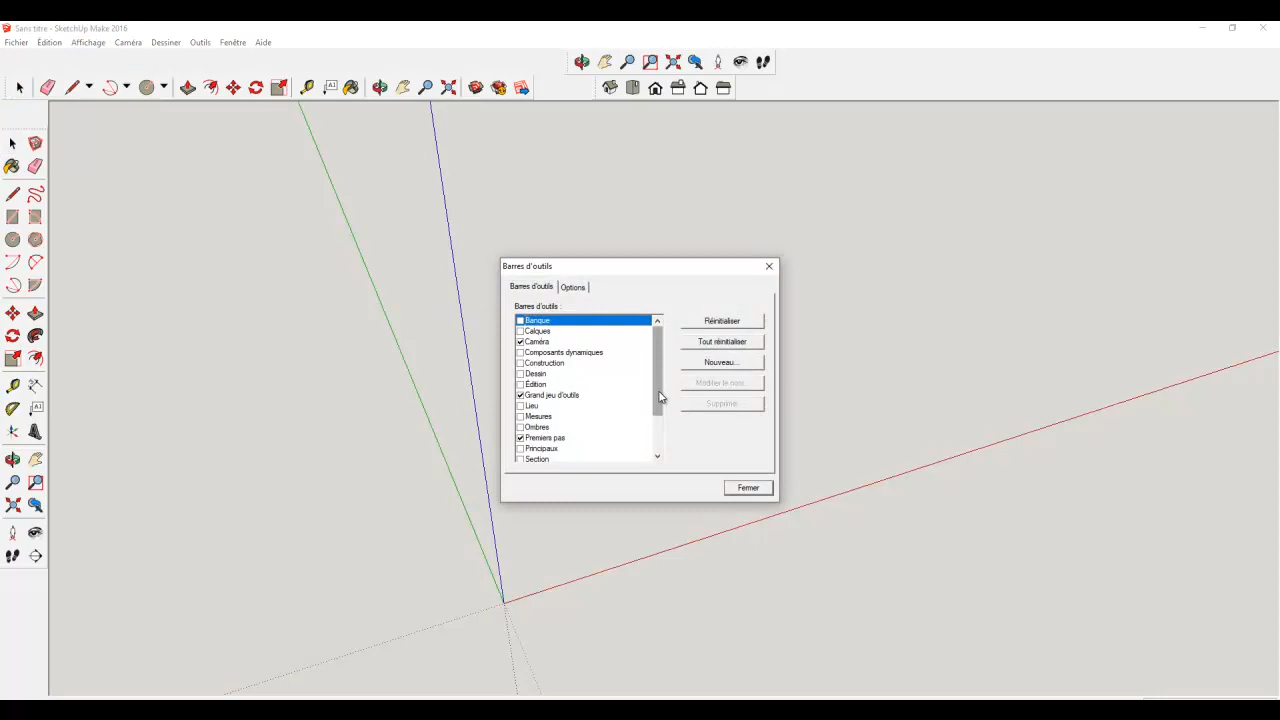 Sans titre - SketchUp Make 2016
Fichier Édition Affichage Caméra Dessiner Outils Fenêtre Aide
Barres d'outils
Barres d'outils Options
Barres d'outils :
Banque
Calques
Caméra
Composants dynamiques
Construction
Dessin
Édition
Grand jeu d'outils
Lieu
Mesures
Ombres
Premiers pas
Principaux
Section
Réinitialiser
Tout réinitialiser
Nouveau...
Modifier le nom...
Supprimer
Fermer